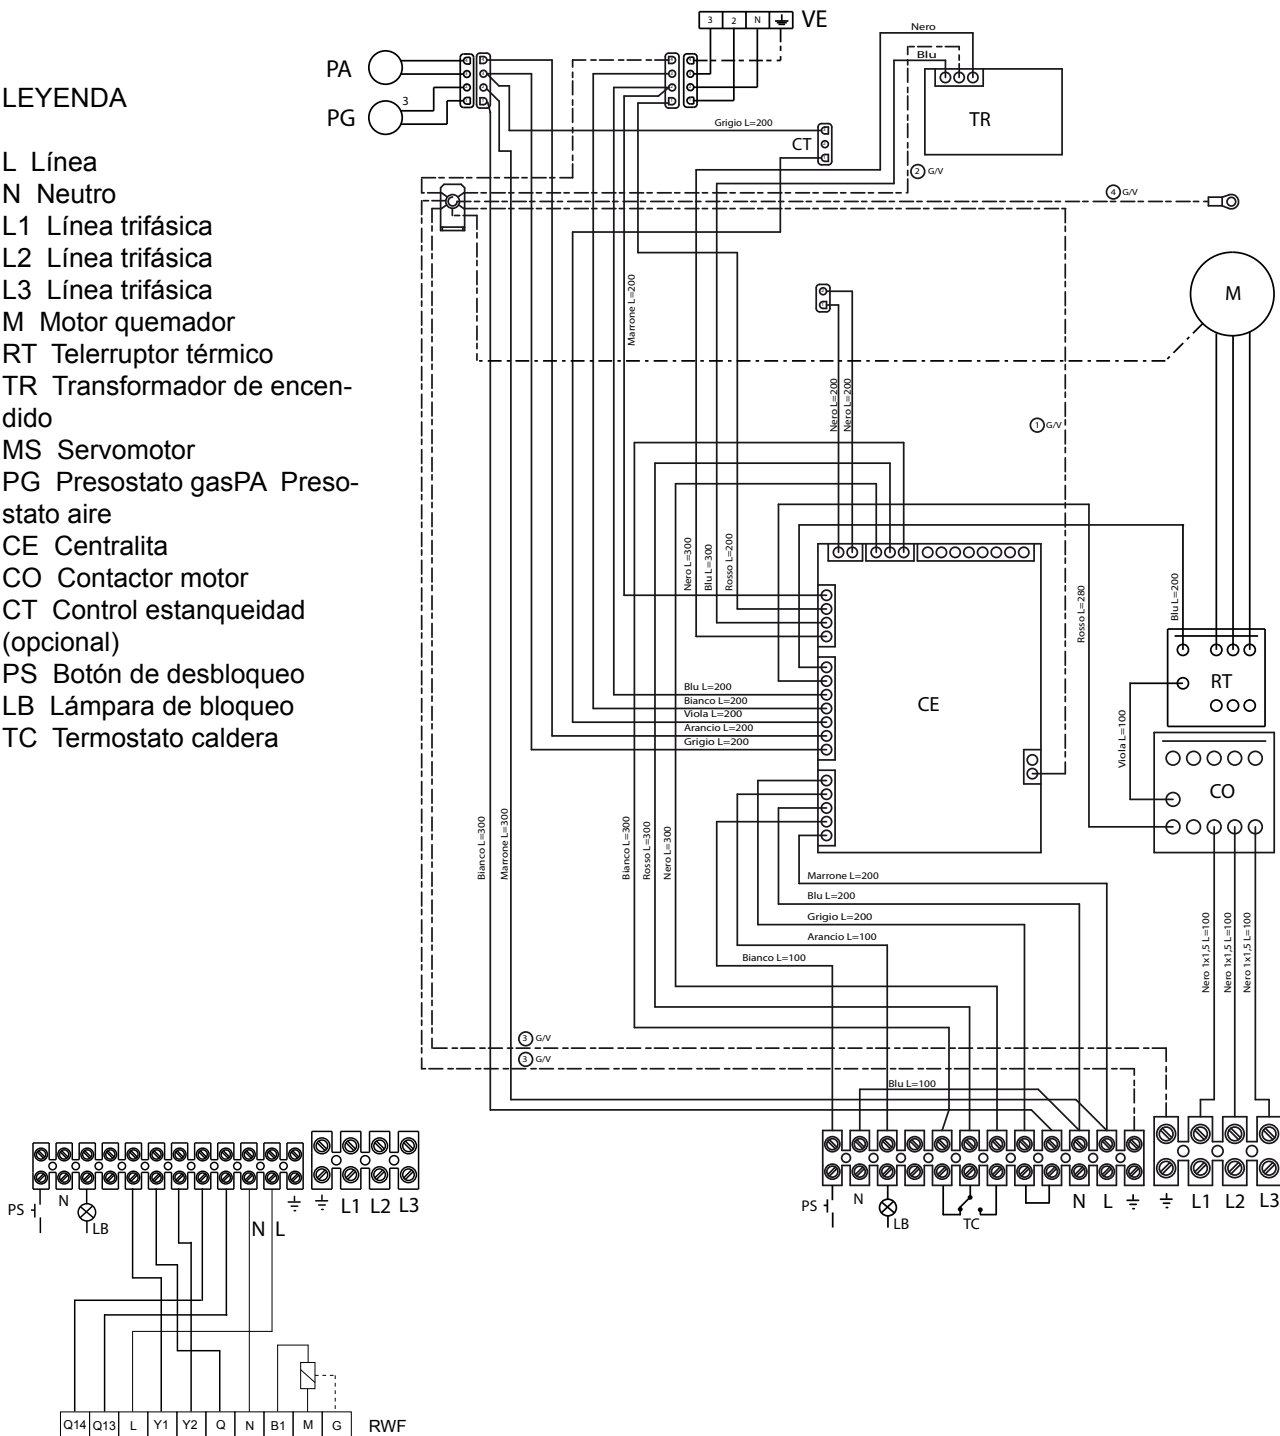 LEYENDA
L Línea
N Neutro
L1 Línea trifásica
L2 Línea trifásica
L3 Línea trifásica
M Motor quemador
RT Telerruptor térmico
TR Transformador de encen-
dido
MS Servomotor
PG Presostato gasPA Preso-
stato aire
CE Centralita
CO Contactor motor
CT Control estanqueidad
(opcional)
PS Botón de desbloqueo
LB Lámpara de bloqueo
TC Termostato caldera
PA
PG
3
3 2 N VE
Nero
Blu
TR
Grigio L=200
CT
2 G/V
4 G/V
M
Marrone L=200
Nero L=200
Nero L=200
1 G/V
Nero L=300
Blu L=300
Rosso L=200
Rosso L=280
Blu L=200
RT
Viola L=100
CO
CE
Blu L=200
Bianco L=200
Viola L=200
Arancio L=200
Grigio L=200
Bianco L=300
Marrone L=300
Bianco L=300
Rosso L=300
Nero L=300
Marrone L=200
Blu L=200
Grigio L=200
Arancio L=100
Bianco L=100
Nero 1x1,5 L=100
Nero 1x1,5 L=100
Nero 1x1,5 L=100
3 G/V
3 G/V
Blu L=100
PS N LB TC N L L1 L2 L3
PS N LB N L L1 L2 L3
Q14 Q13 L Y1 Y2 Q N B1 M G RWF